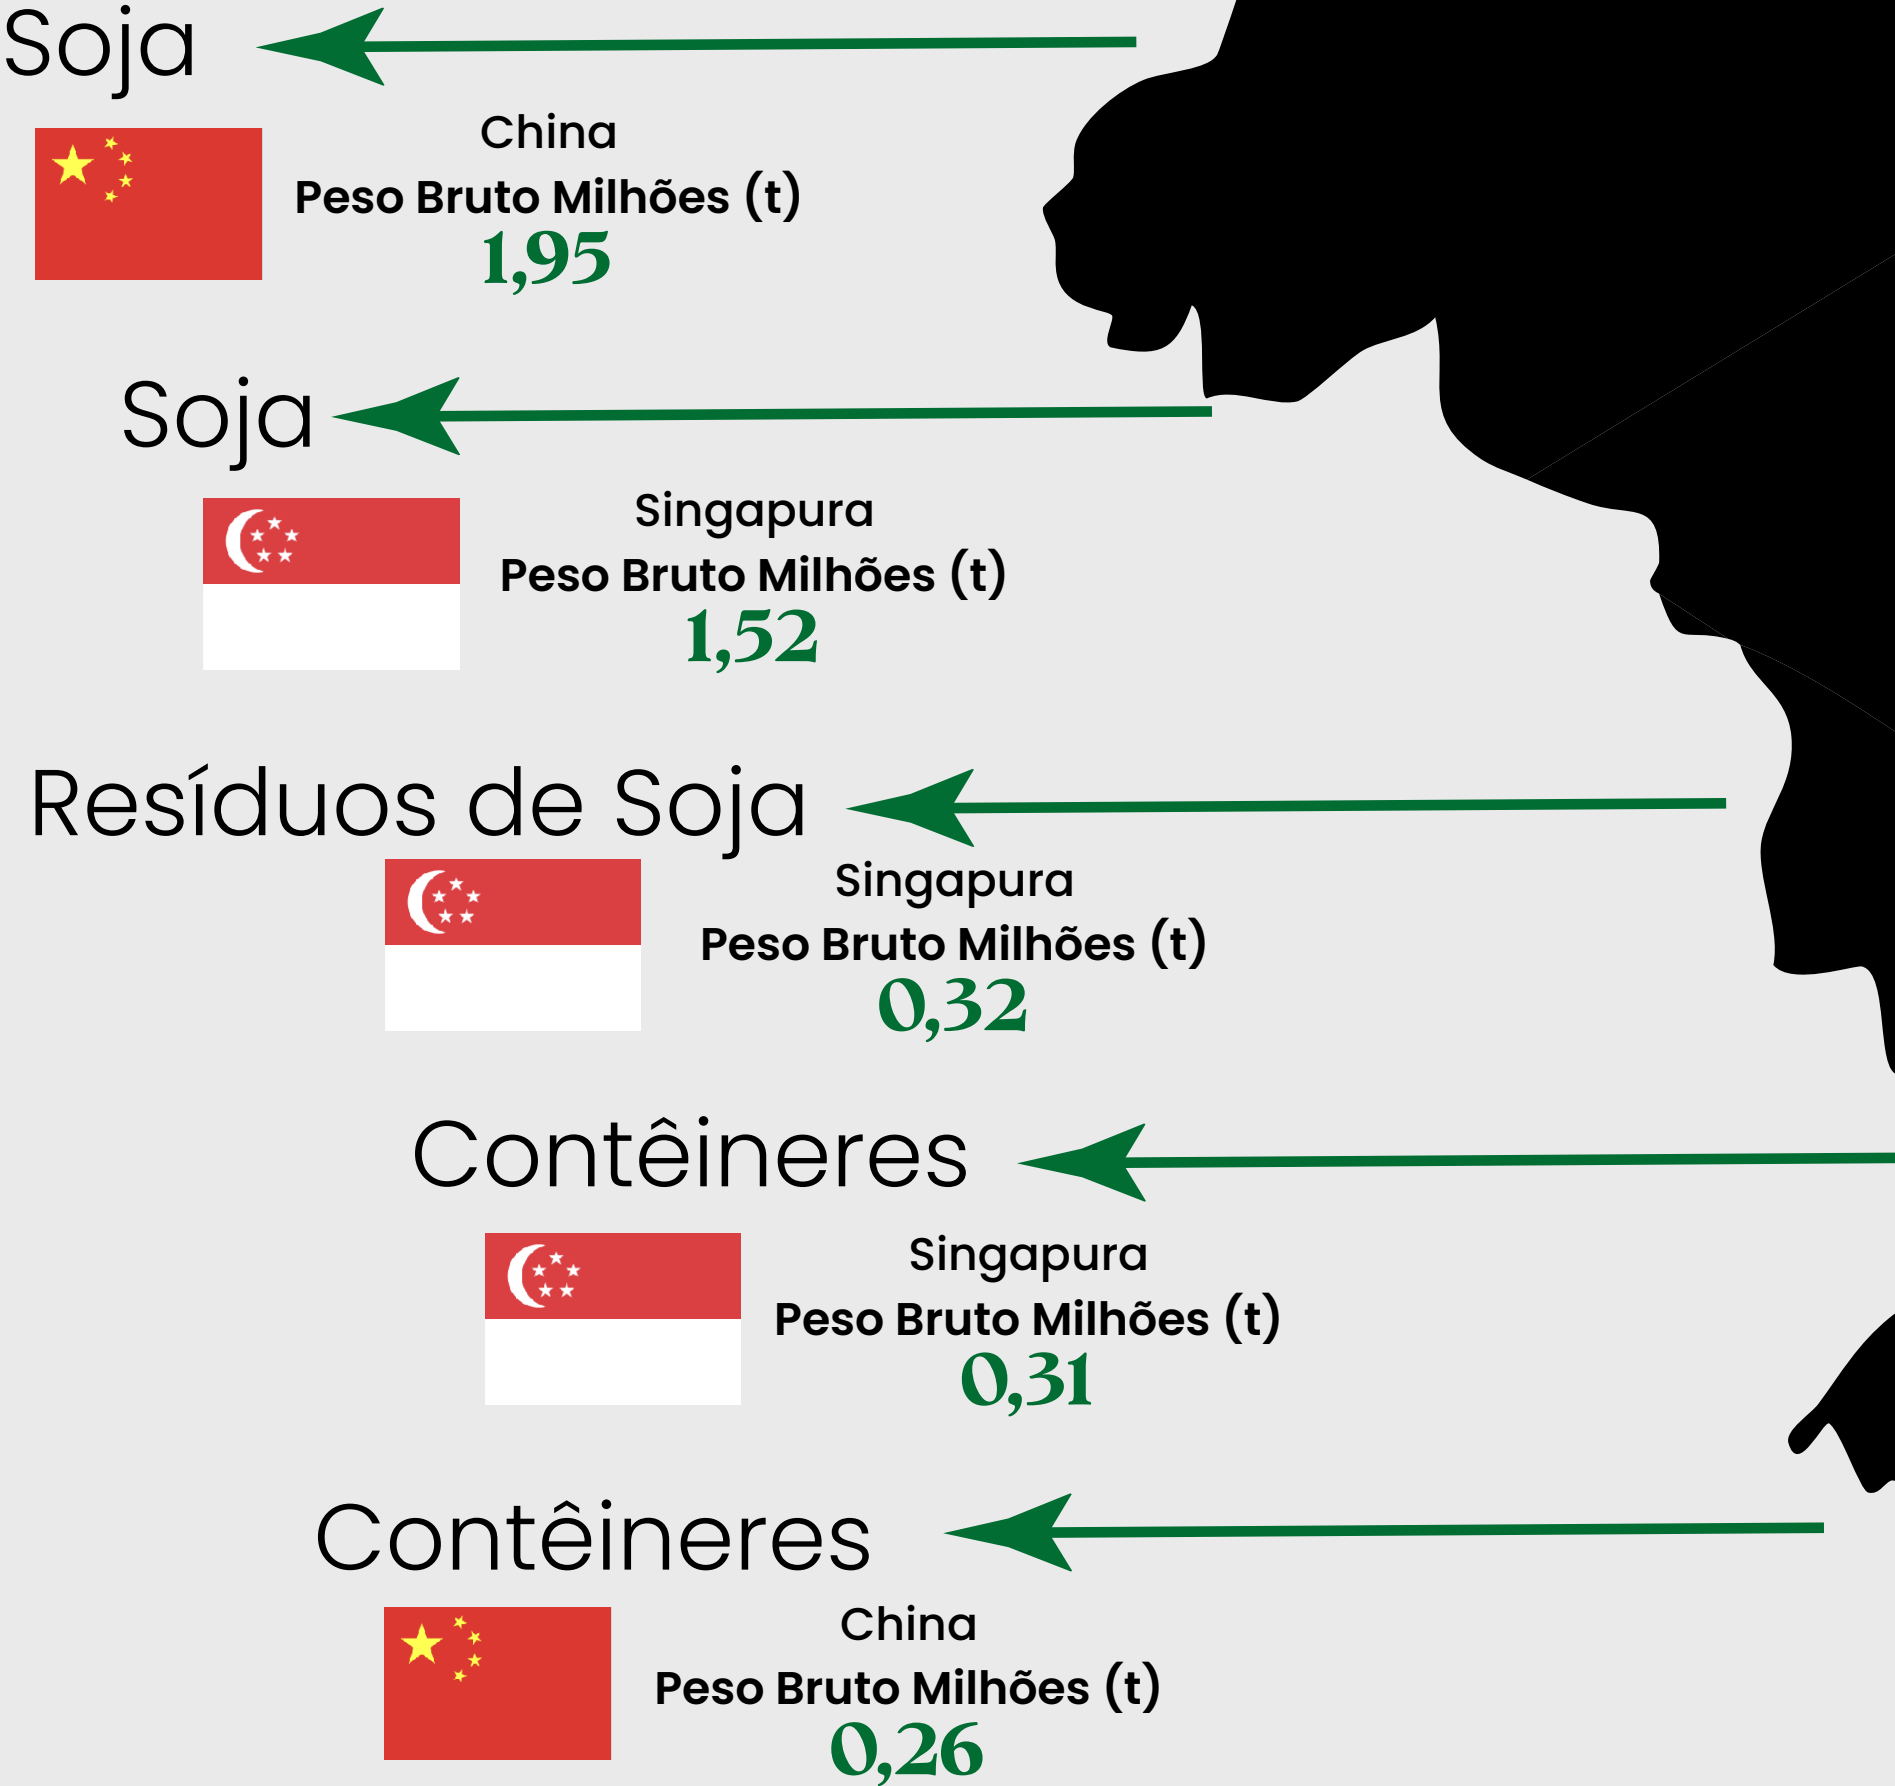 Soja
China
Peso Bruto Milhões (t)
1,95
Soja
Singapura
Peso Bruto Milhões (t)
1,52
Resíduos de Soja
Singapura
Peso Bruto Milhões (t)
0,32
Contêineres
Singapura
Peso Bruto Milhões (t)
0,31
Contêineres
China
Peso Bruto Milhões (t)
0,26